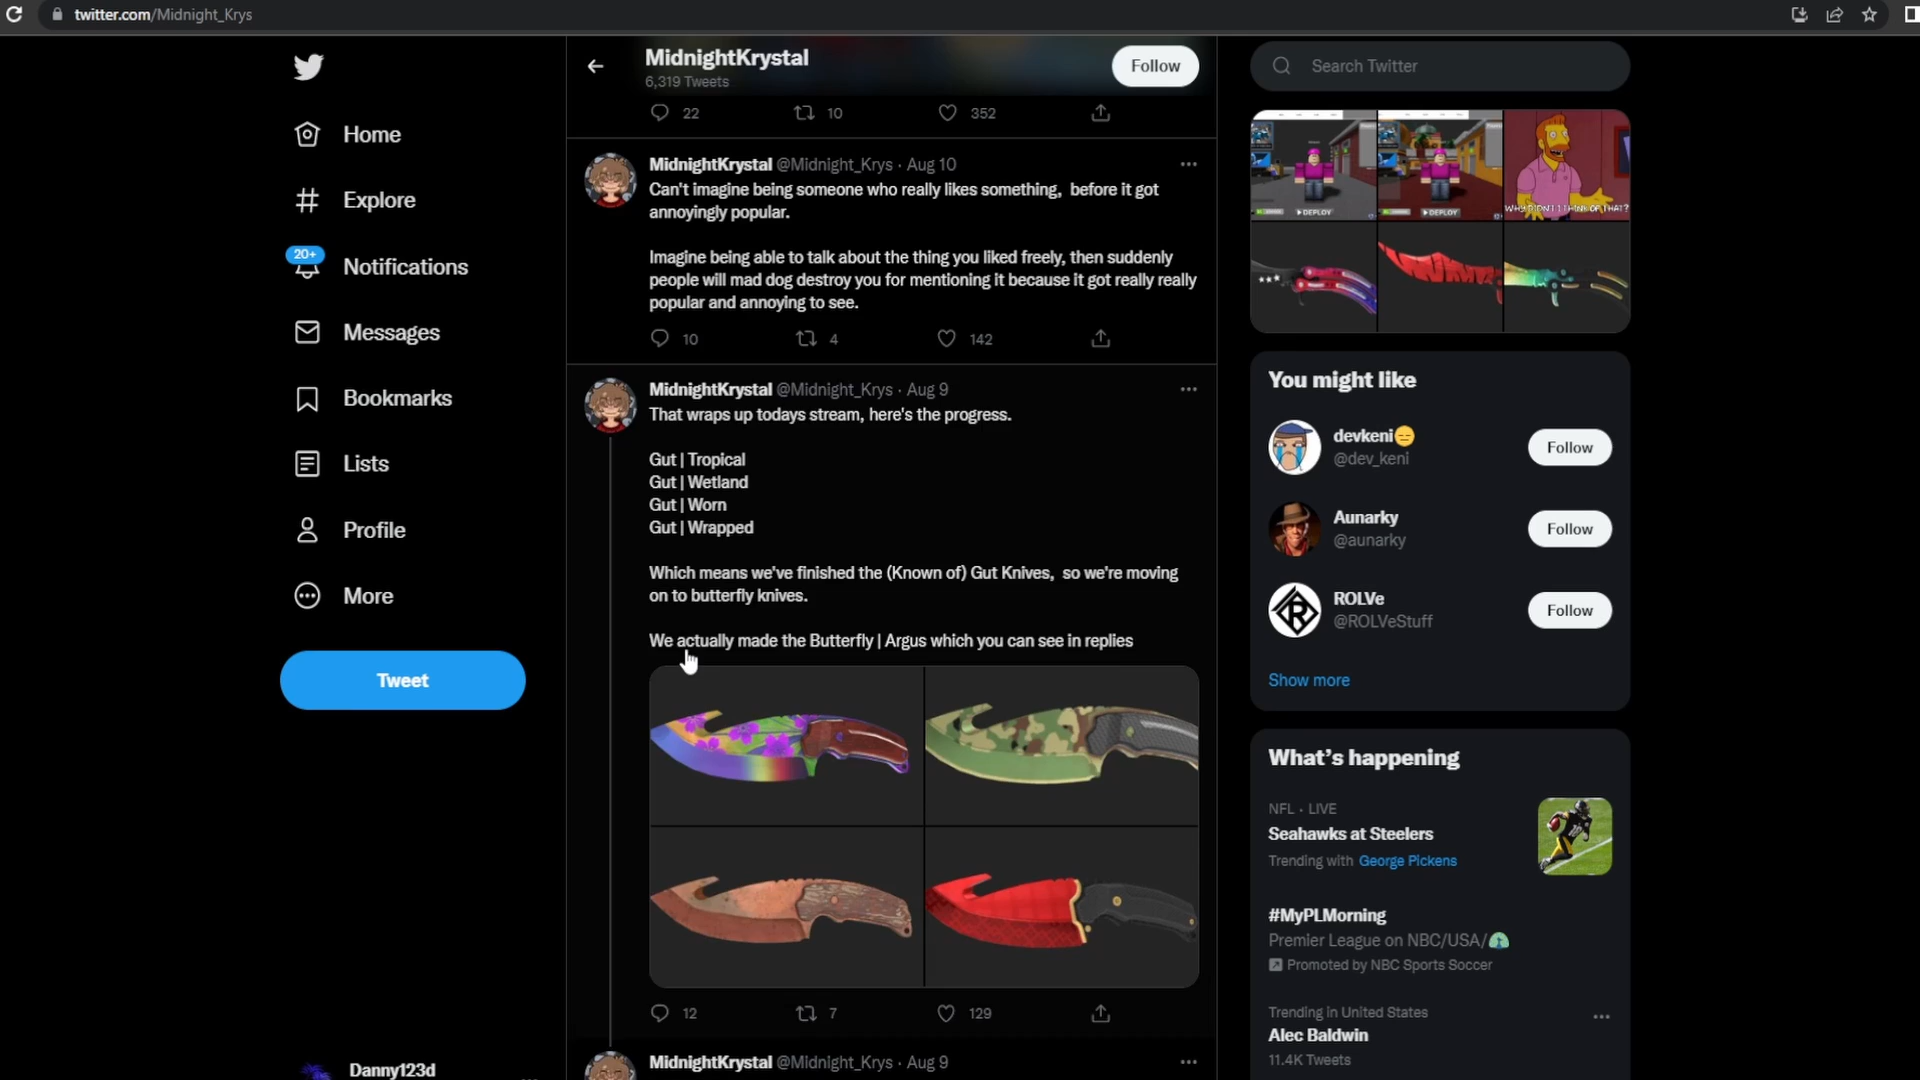 twitter.com/Midnight_Krys
Home
Explore
20+
Notifications
Messages
Bookmarks
Lists
Profile
More
Tweet
Danny123d
MidnightKrystal
6,319 Tweets
Follow
22 10 352
MidnightKrystal @Midnight_Krys · Aug 10
Can't imagine being someone who really likes something, before it got
annoyingly popular.
Imagine being able to talk about the thing you liked freely, then suddenly
people will mad dog destroy you for mentioning it because it got really really
popular and annoying to see.
10 4 142
MidnightKrystal @Midnight_Krys · Aug 9
That wraps up todays stream, here's the progress.
Gut | Tropical
Gut | Wetland
Gut | Worn
Gut | Wrapped
Which means we've finished the (Known of) Gut Knives, so we're moving
on to butterfly knives.
We actually made the Butterfly | Argus which you can see in replies
12 7 129
MidnightKrystal @Midnight_Krys · Aug 9
Search Twitter
DEPLOY
DEPLOY
WHY DIDN'T I THINK OF THAT?
You might like
devkeni
@dev_keni
Follow
Aunarky
@aunarky
Follow
ROLVe
@ROLVeStuff
Follow
Show more
What's happening
NFL · LIVE
Seahawks at Steelers
Trending with George Pickens
#MyPLMorning
Premier League on NBC/USA/
Promoted by NBC Sports Soccer
Trending in United States
Alec Baldwin
11.4K Tweets